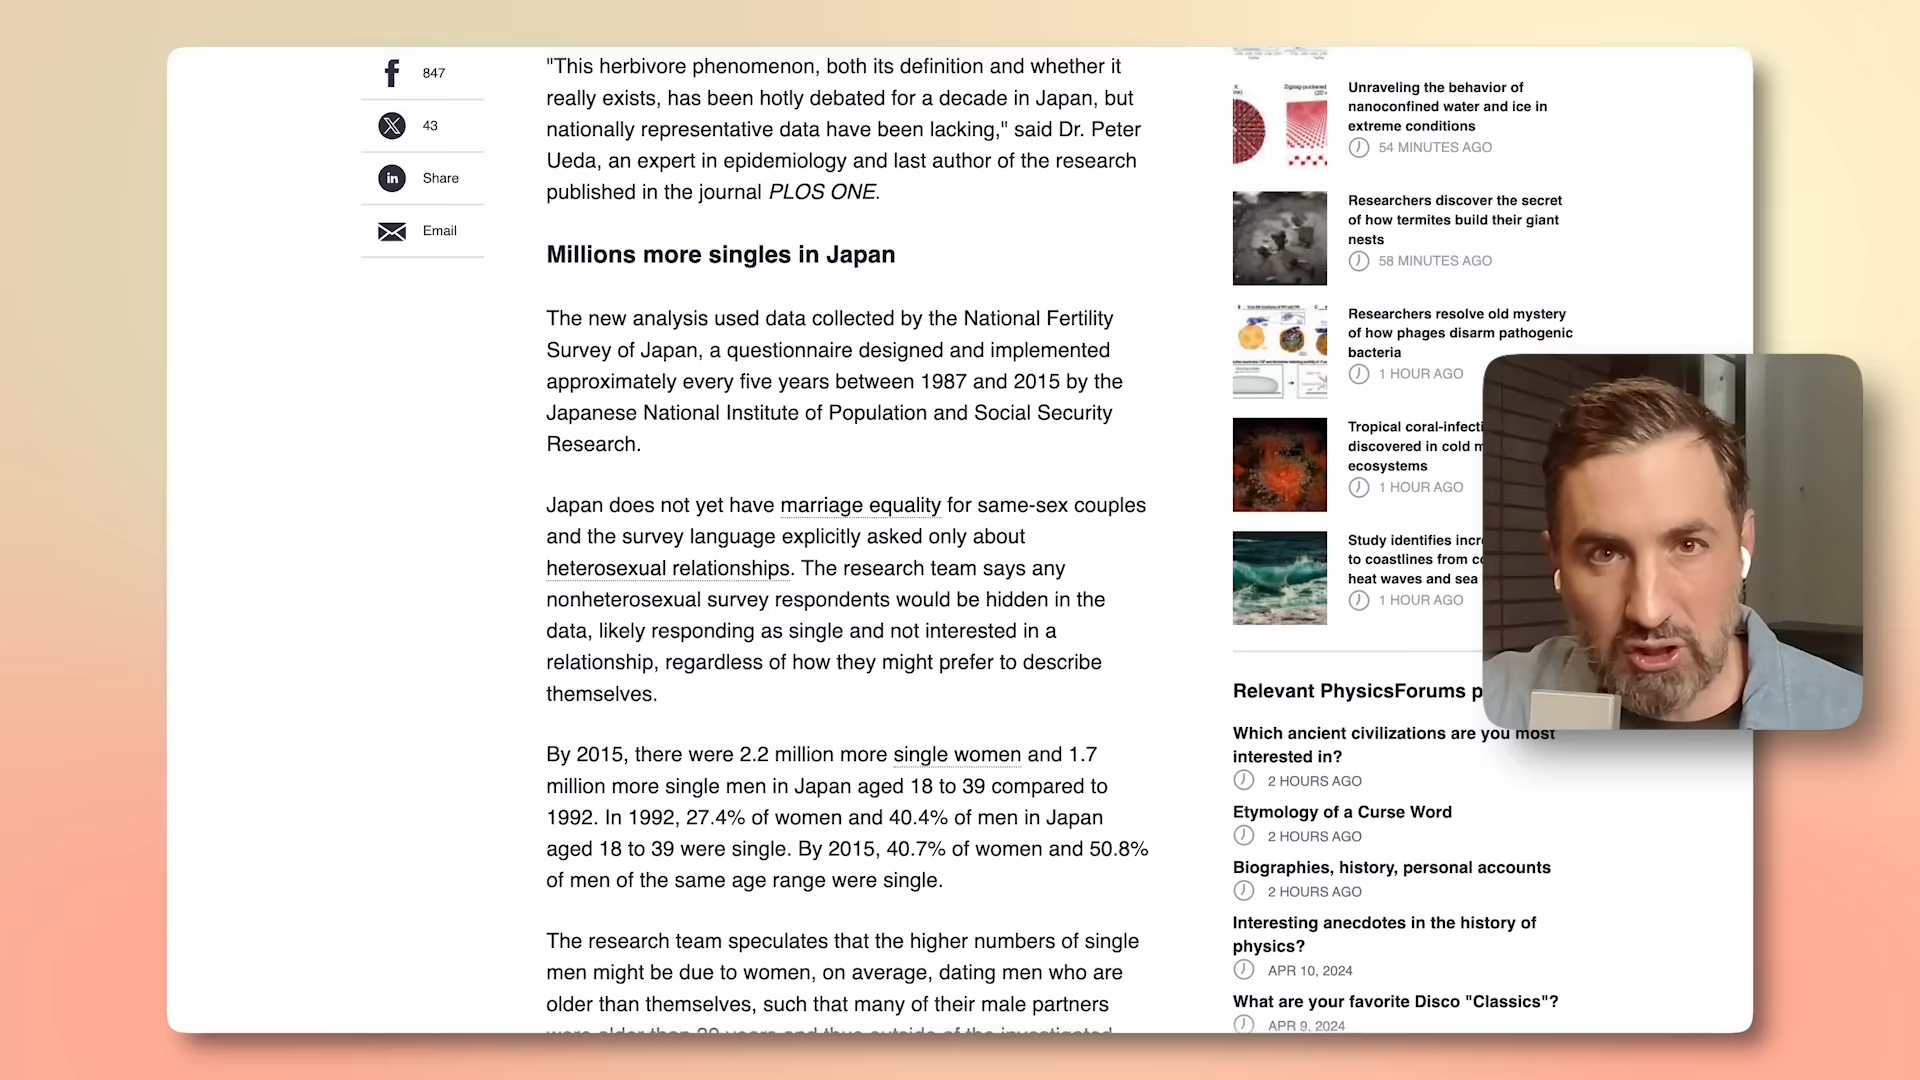 847
43
Share
Email
"This herbivore phenomenon, both its definition and whether it
really exists, has been hotly debated for a decade in Japan, but
nationally representative data have been lacking," said Dr. Peter
Ueda, an expert in epidemiology and last author of the research
published in the journal PLOS ONE.
Millions more singles in Japan
The new analysis used data collected by the National Fertility
Survey of Japan, a questionnaire designed and implemented
approximately every five years between 1987 and 2015 by the
Japanese National Institute of Population and Social Security
Research.
Japan does not yet have marriage equality for same-sex couples
and the survey language explicitly asked only about
heterosexual relationships. The research team says any
nonheterosexual survey respondents would be hidden in the
data, likely responding as single and not interested in a
relationship, regardless of how they might prefer to describe
themselves.
By 2015, there were 2.2 million more single women and 1.7
million more single men in Japan aged 18 to 39 compared to
1992. In 1992, 27.4% of women and 40.4% of men in Japan
aged 18 to 39 were single. By 2015, 40.7% of women and 50.8%
of men of the same age range were single.
The research team speculates that the higher numbers of single
men might be due to women, on average, dating men who are
older than themselves, such that many of their male partners
Unraveling the behavior of
nanoconfined water and ice in
extreme conditions
54 MINUTES AGO
Researchers discover the secret
of how termites build their giant
nests
58 MINUTES AGO
Researchers resolve old mystery
of how phages disarm pathogenic
bacteria
1 HOUR AGO
Tropical coral-infecti
discovered in cold m
ecosystems
1 HOUR AGO
Study identifies incr
to coastlines from co
heat waves and sea
1 HOUR AGO
Relevant PhysicsForums p
Which ancient civilizations are you most
interested in?
2 HOURS AGO
Etymology of a Curse Word
2 HOURS AGO
Biographies, history, personal accounts
2 HOURS AGO
Interesting anecdotes in the history of
physics?
APR 10, 2024
What are your favorite Disco "Classics"?
APR 9, 2024